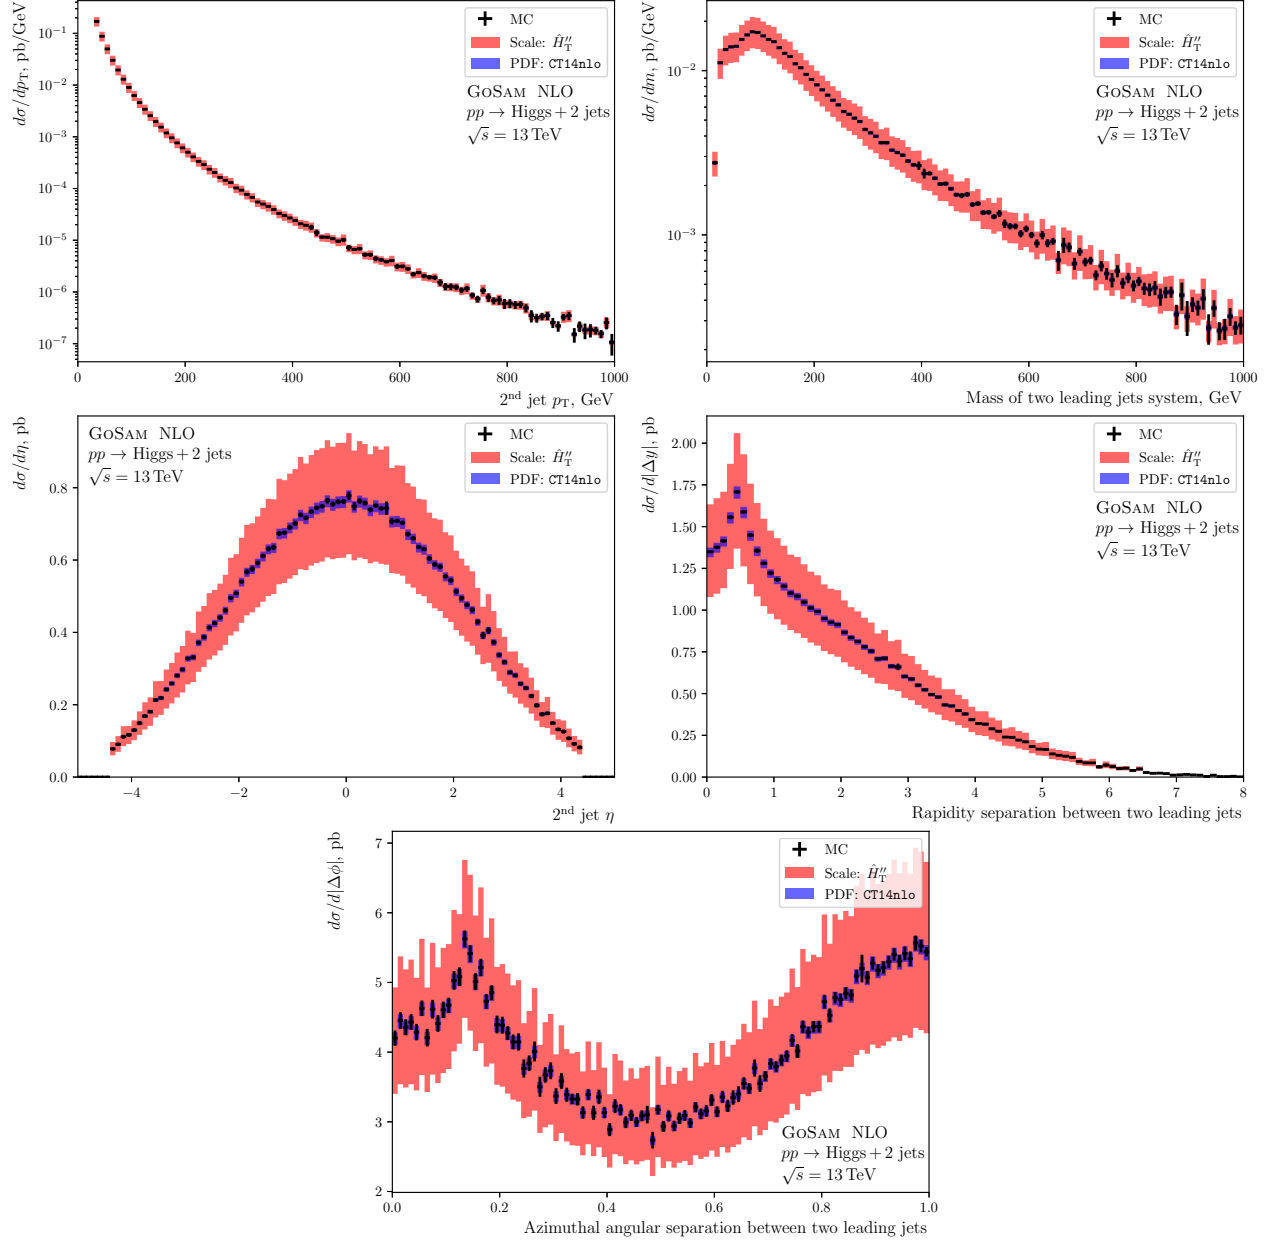 dσ/dp_T, pb/GeV
MC
Scale: Ĥ″_T
PDF: CT14nlo
GoSam NLO
pp → Higgs + 2 jets
√s = 13 TeV
10⁻¹
10⁻²
10⁻³
10⁻⁴
10⁻⁵
10⁻⁶
10⁻⁷
0 200 400 600 800 1000
2nd jet p_T, GeV
dσ/dm, pb/GeV
MC
Scale: Ĥ″_T
PDF: CT14nlo
GoSam NLO
pp → Higgs + 2 jets
√s = 13 TeV
10⁻²
10⁻³
0 200 400 600 800 1000
Mass of two leading jets system, GeV
dσ/dη, pb
GoSam NLO
pp → Higgs + 2 jets
√s = 13 TeV
MC
Scale: Ĥ″_T
PDF: CT14nlo
0.8
0.6
0.4
0.2
0.0
−4 −2 0 2 4
2nd jet η
dσ/d|Δy|, pb
MC
Scale: Ĥ″_T
PDF: CT14nlo
GoSam NLO
pp → Higgs + 2 jets
√s = 13 TeV
2.00
1.75
1.50
1.25
1.00
0.75
0.50
0.25
0.00
0 1 2 3 4 5 6 7 8
Rapidity separation between two leading jets
dσ/d|Δϕ|, pb
MC
Scale: Ĥ″_T
PDF: CT14nlo
7
6
5
4
3
2
GoSam NLO
pp → Higgs + 2 jets
√s = 13 TeV
0.0 0.2 0.4 0.6 0.8 1.0
Azimuthal angular separation between two leading jets